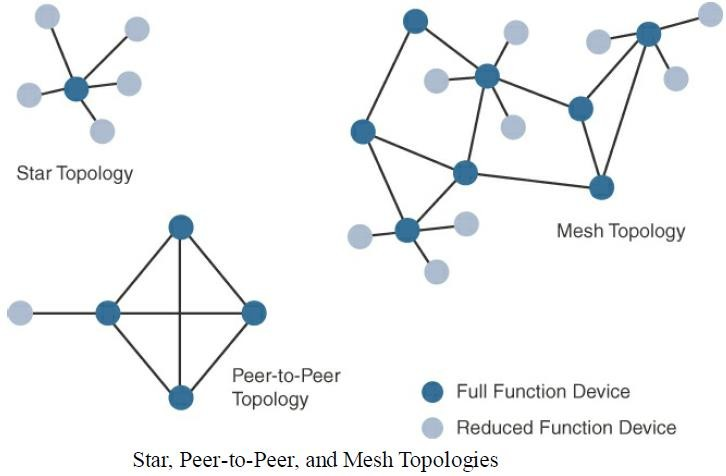 Star Topology
Mesh Topology
Peer-to-Peer
Topology
Full Function Device
Reduced Function Device
Star, Peer-to-Peer, and Mesh Topologies